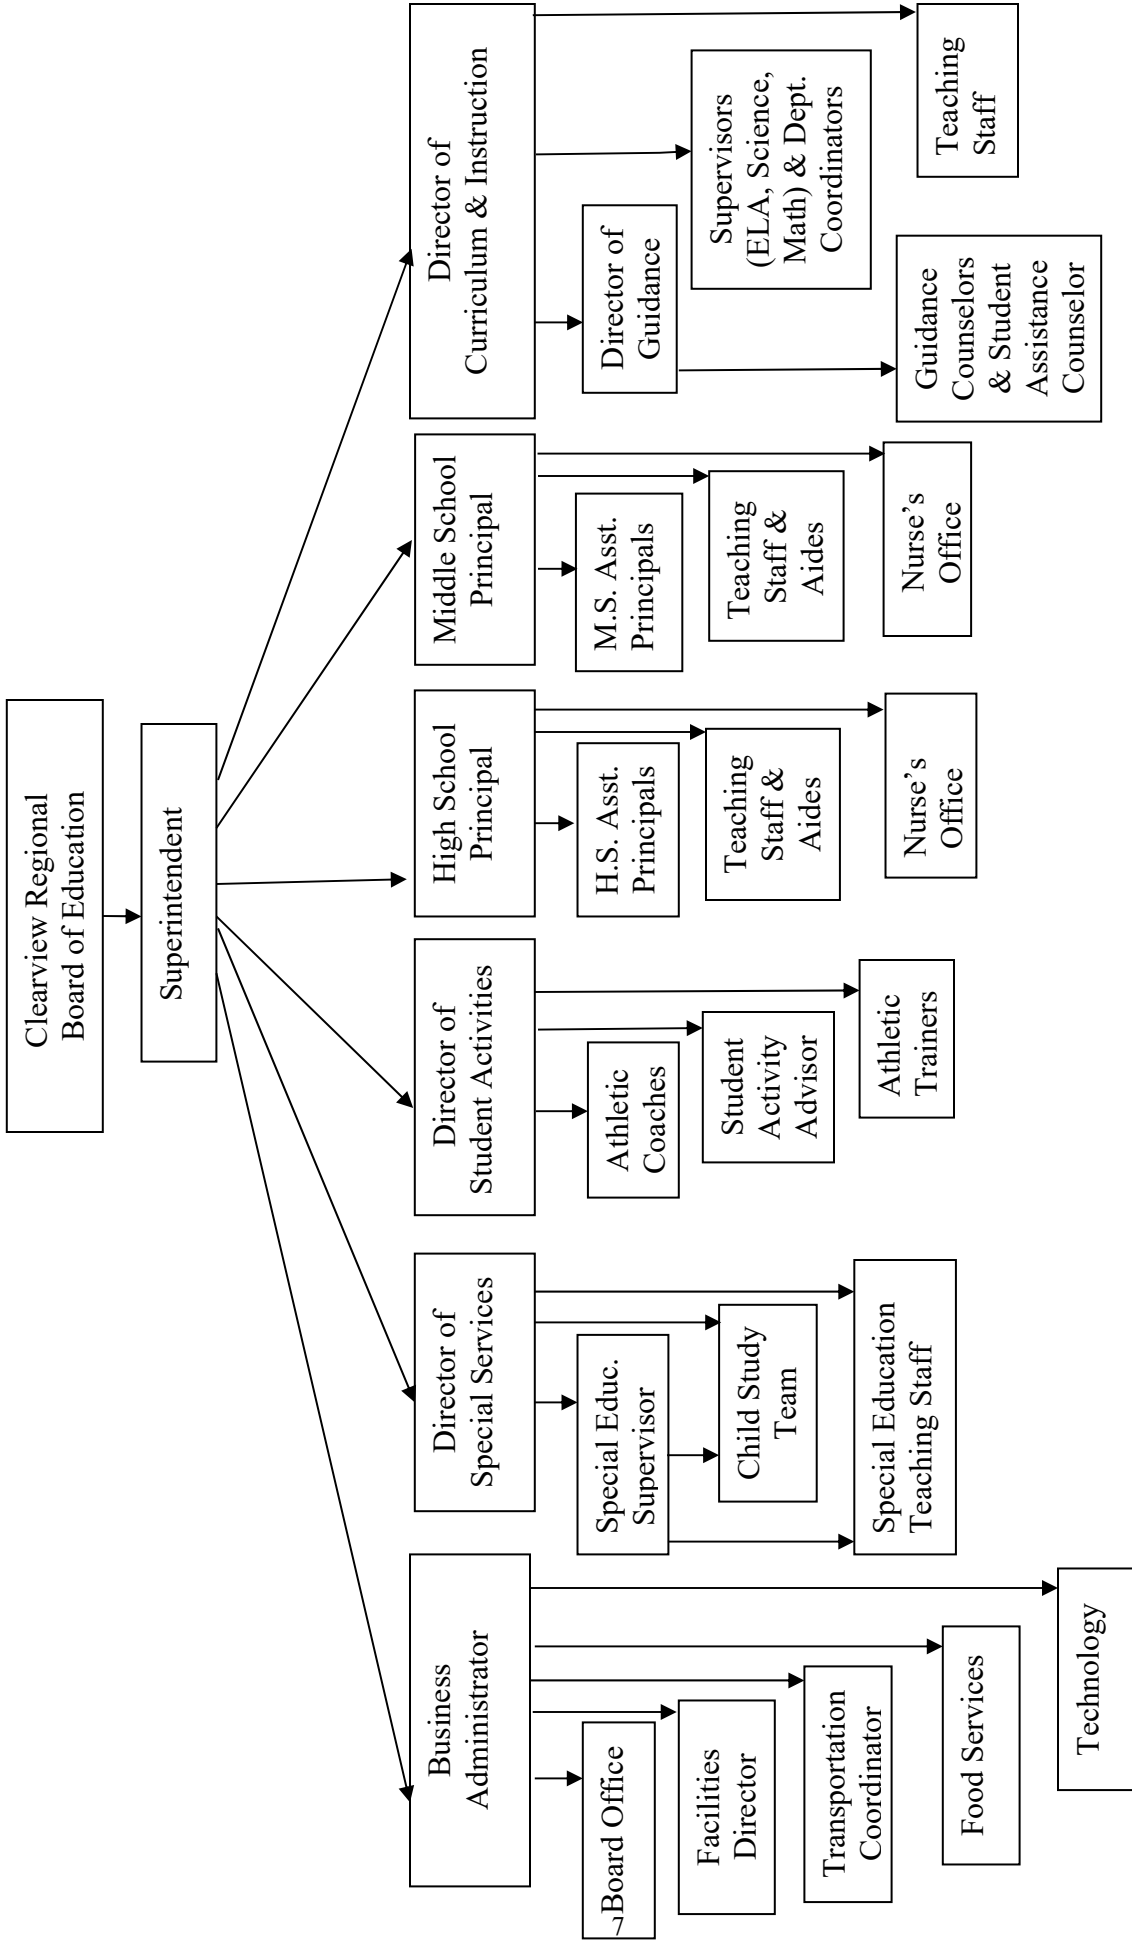 Clearview Regional
Board of Education
Superintendent
Business
Administrator
Director of
Special Services
Director of
Student Activities
High School
Principal
Middle School
Principal
Director of
Curriculum & Instruction
Board Office
Facilities
Director
Transportation
Coordinator
Food Services
Technology
Special Educ.
Supervisor
Child Study
Team
Special Education
Teaching Staff
Athletic
Coaches
Student
Activity
Advisor
Athletic
Trainers
H.S. Asst.
Principals
Teaching
Staff &
Aides
Nurse’s
Office
M.S. Asst.
Principals
Teaching
Staff &
Aides
Nurse’s
Office
Director of
Guidance
Guidance
Counselors
& Student
Assistance
Counselor
Supervisors
(ELA, Science,
Math) & Dept.
Coordinators
Teaching
Staff
7